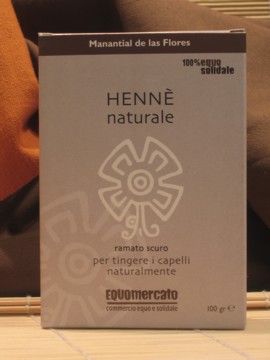 Manantial de las Flores
100%equo
solidale
HENNÈ
naturale
ramato scuro
per tingere i capelli
naturalmente
EQUOmercato
commercio equo e solidale
100 gr ℮